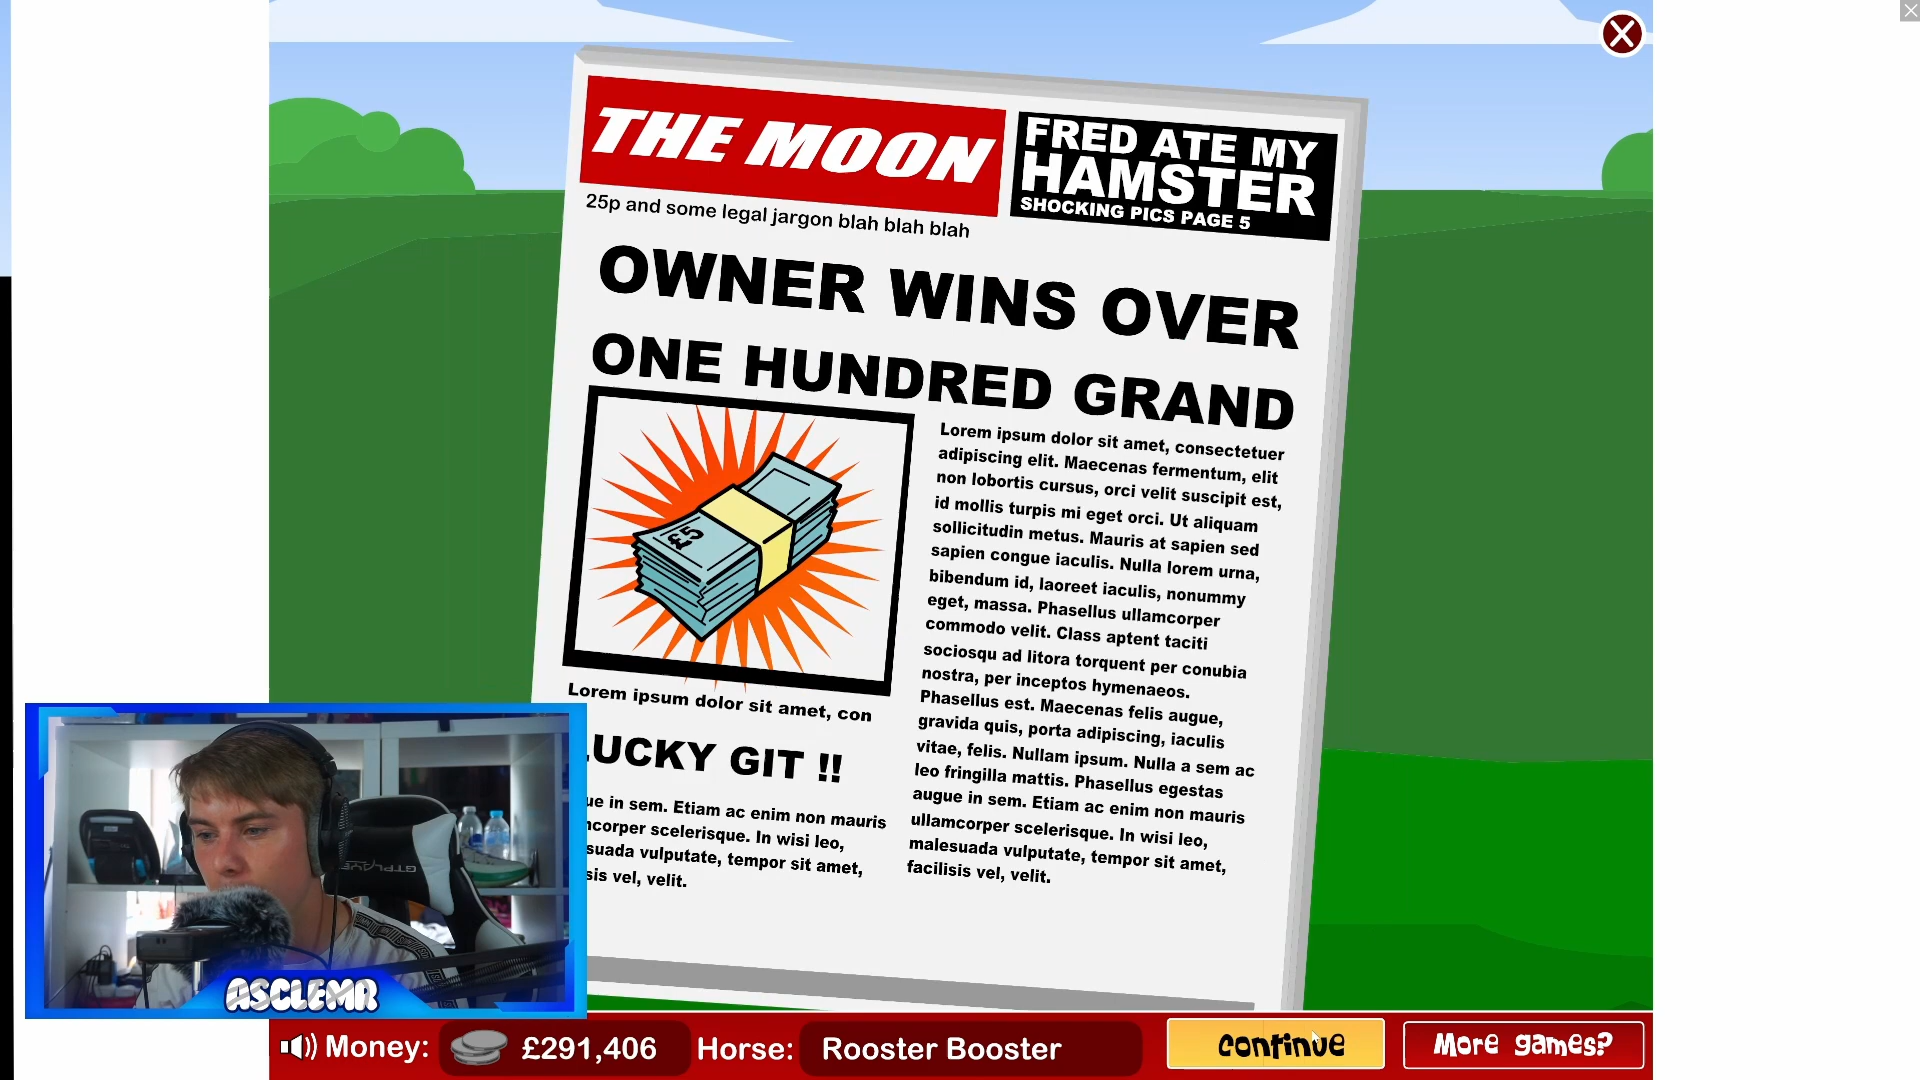 THE MOON
FRED ATE MY
HAMSTER
SHOCKING PICS PAGE 5
25p and some legal jargon blah blah blah
OWNER WINS OVER
ONE HUNDRED GRAND
£5
Lorem ipsum dolor sit amet, con
LUCKY GIT !!
ue in sem. Etiam ac enim non mauris
ncorper scelerisque. In wisi leo,
suada vulputate, tempor sit amet,
sis vel, velit.
Lorem ipsum dolor sit amet, consectetuer
adipiscing elit. Maecenas fermentum, elit
non lobortis cursus, orci velit suscipit est,
id mollis turpis mi eget orci. Ut aliquam
sollicitudin metus. Mauris at sapien sed
sapien congue iaculis. Nulla lorem urna,
bibendum id, laoreet iaculis, nonummy
eget, massa. Phasellus ullamcorper
commodo velit. Class aptent taciti
sociosqu ad litora torquent per conubia
nostra, per inceptos hymenaeos.
Phasellus est. Maecenas felis augue,
gravida quis, porta adipiscing, iaculis
vitae, felis. Nullam ipsum. Nulla a sem ac
leo fringilla mattis. Phasellus egestas
augue in sem. Etiam ac enim non mauris
ullamcorper scelerisque. In wisi leo,
malesuada vulputate, tempor sit amet,
facilisis vel, velit.
GTPLAYER
ASCLEMR
Money: £291,406 Horse: Rooster Booster continue More games?